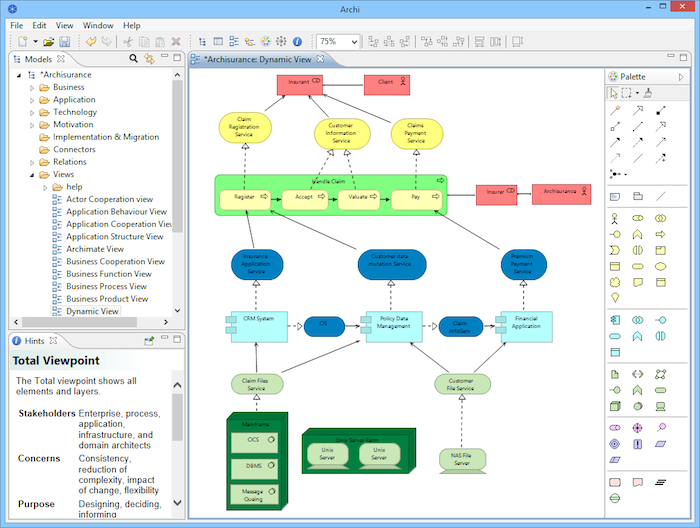 Archi
File Edit View Window Help
75%
Models
*Archisurance: Dynamic View
*Archisurance
Business
Application
Technology
Motivation
Implementation & Migration
Connectors
Relations
Views
help
Actor Cooperation view
Application Behaviour View
Application Cooperation View
Application Structure View
Archimate View
Business Cooperation View
Business Function View
Business Process View
Business Product View
Dynamic View
Hints
Total Viewpoint
The Total viewpoint shows all
elements and layers.
Stakeholders Enterprise, process,
application,
infrastructure, and
domain architects
Concerns Consistency,
reduction of
complexity, impact
of change, flexibility
Purpose Designing, deciding,
informing
Insurant
Client
Claim
Registration
Service
Customer
Information
Service
Claims
Payment
Service
Handle Claim
Register
Accept
Valuate
Pay
Insurer
Archisurance
Insurance
Application
Service
Customer data
mutation Service
Premium
Payment
Service
CRM System
CIS
Policy Data
Management
Claim
InfoServ
Financial
Application
Claim Files
Service
Customer
File Service
Mainframe
CICS
DBMS
Message
Queing
Unix Server Farm
Unix
Server
Unix
Server
NAS File
Server
Palette